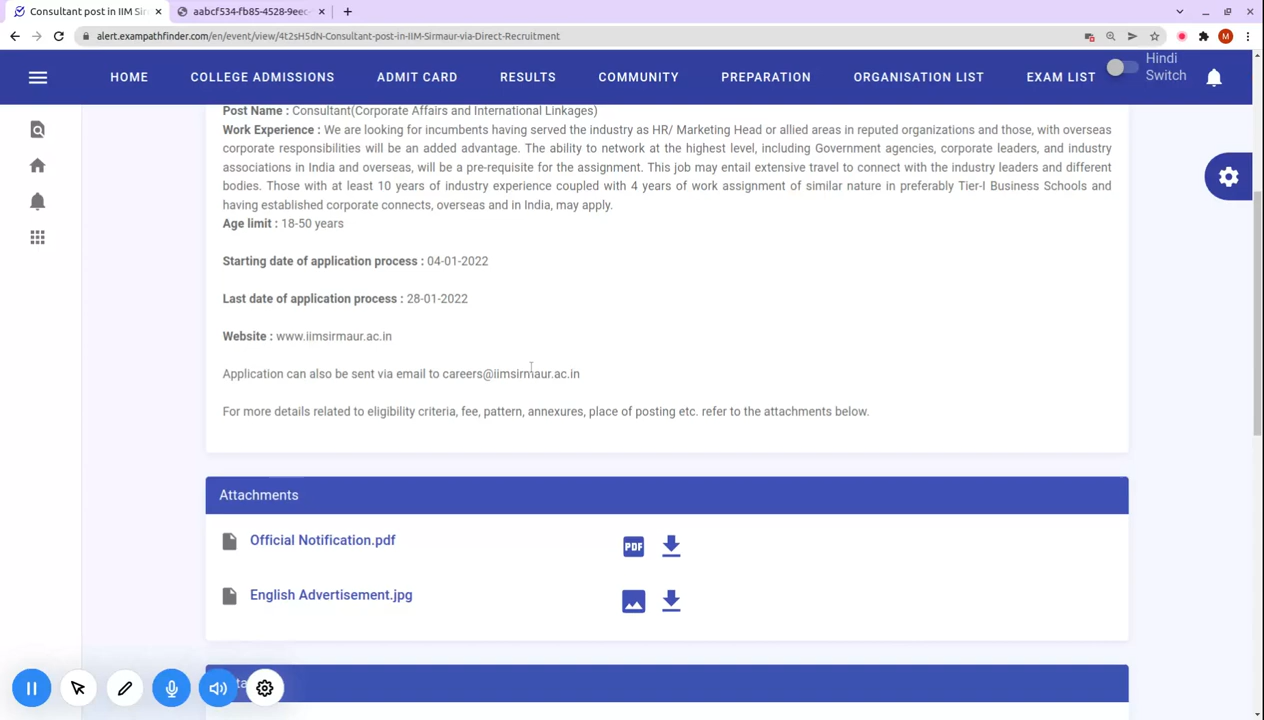 Consultant post in IIM Sir
aabcf534-fb85-4528-9eec-
alert.exampathfinder.com/en/event/view/4t2sH5dN-Consultant-post-in-IIM-Sirmaur-via-Direct-Recruitment
M
HOME COLLEGE ADMISSIONS ADMIT CARD RESULTS COMMUNITY PREPARATION ORGANISATION LIST EXAM LIST
Hindi
Switch
Post Name : Consultant(Corporate Affairs and International Linkages)
Work Experience : We are looking for incumbents having served the industry as HR/ Marketing Head or allied areas in reputed organizations and those, with overseas
corporate responsibilities will be an added advantage. The ability to network at the highest level, including Government agencies, corporate leaders, and industry
associations in India and overseas, will be a pre-requisite for the assignment. This job may entail extensive travel to connect with the industry leaders and different
bodies. Those with at least 10 years of industry experience coupled with 4 years of work assignment of similar nature in preferably Tier-I Business Schools and
having established corporate connects, overseas and in India, may apply.
Age limit : 18-50 years
Starting date of application process : 04-01-2022
Last date of application process : 28-01-2022
Website : www.iimsirmaur.ac.in
Application can also be sent via email to careers@iimsirmaur.ac.in
For more details related to eligibility criteria, fee, pattern, annexures, place of posting etc. refer to the attachments below.
Attachments
Official Notification.pdf
PDF
English Advertisement.jpg